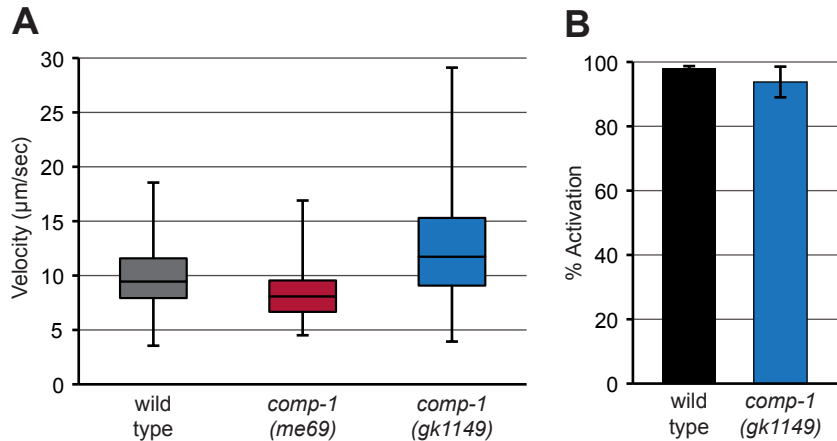 A
Velocity (μm/sec)
30
25
20
15
10
5
0
wild
type
comp-1
(me69)
comp-1
(gk1149)
B
% Activation
100
80
60
40
20
0
wild
type
comp-1
(gk1149)